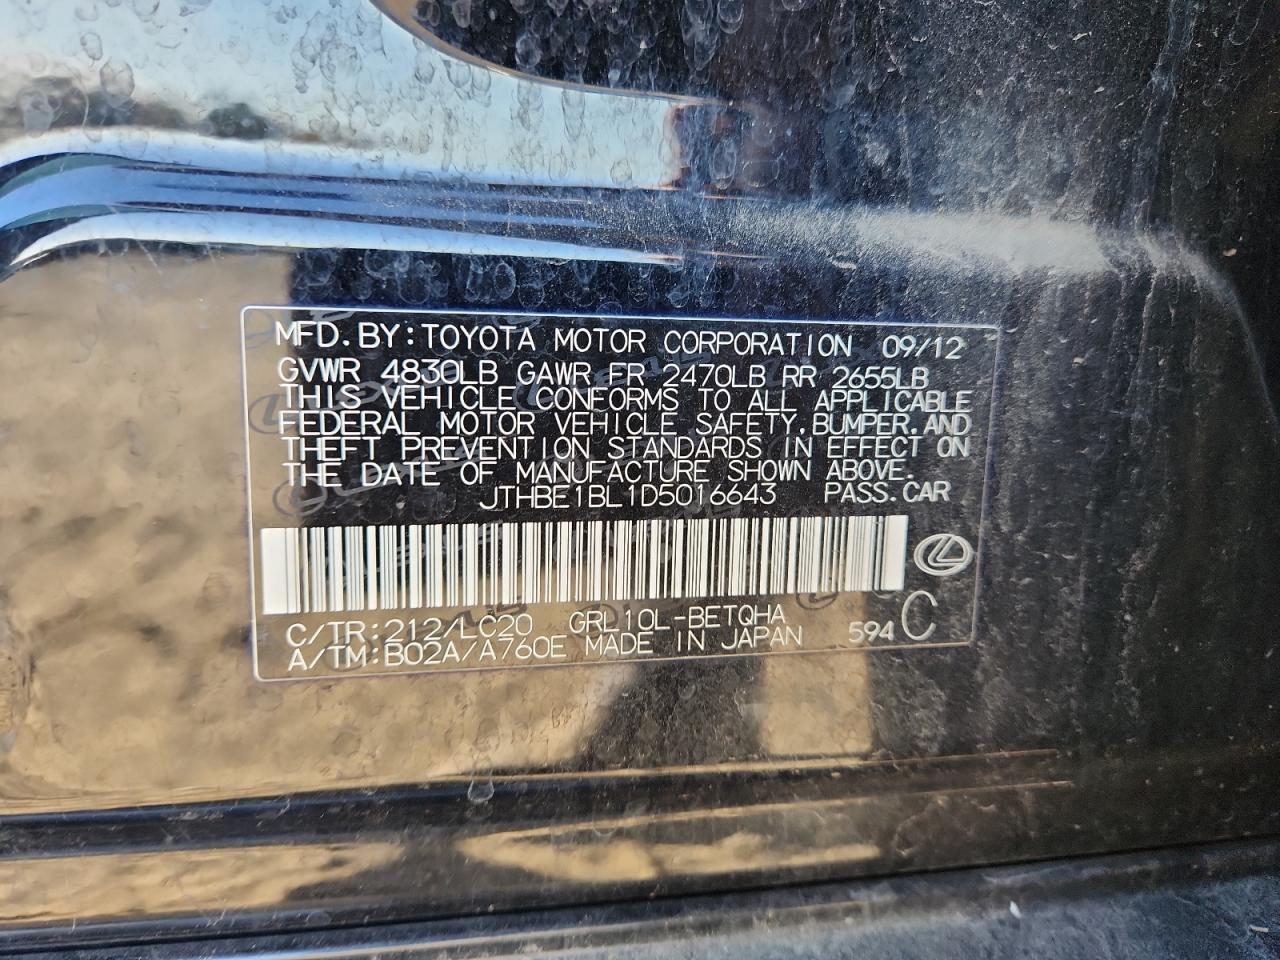 MFD.BY:TOYOTA MOTOR CORPORATION 09/12
GVWR 4830LB GAWR FR 2470LB RR 2655LB
THIS VEHICLE CONFORMS TO ALL APPLICABLE
FEDERAL MOTOR VEHICLE SAFETY,BUMPER,AND
THEFT PREVENTION STANDARDS IN EFFECT ON
THE DATE OF MANUFACTURE SHOWN ABOVE.
JTHBE1BL1D5016643 PASS.CAR
C/TR:212/LC20 GRL10L-BETQHA
A/TM:B02A/A760E MADE IN JAPAN 594 C